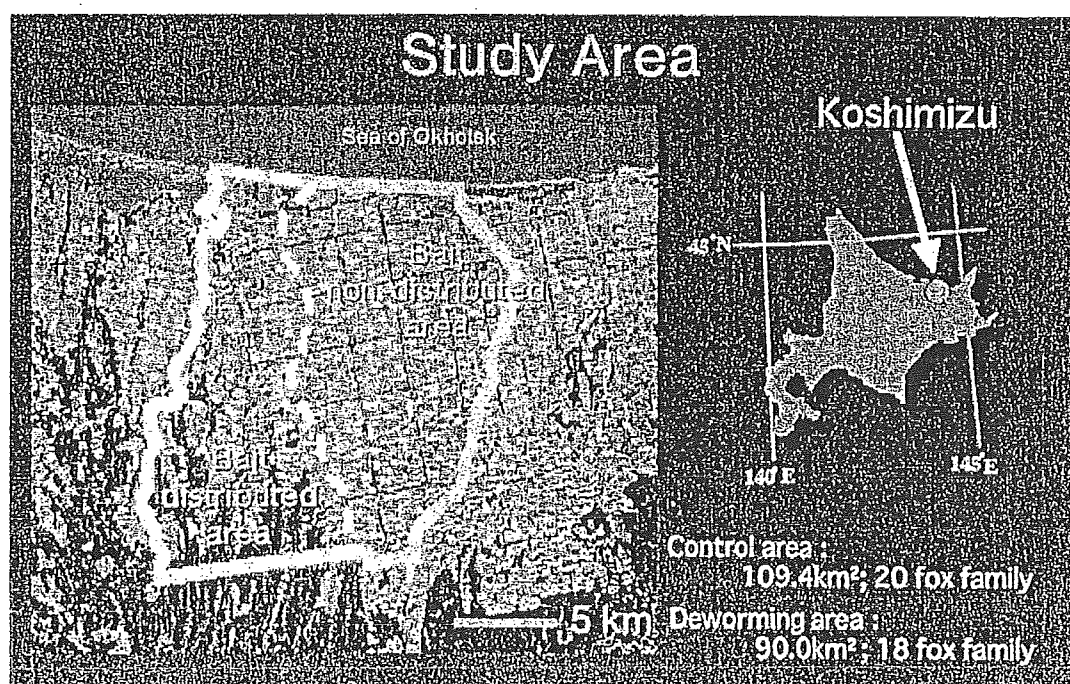 Study Area
Sea of Okhotsk
Koshimizu
Bait
non-distributed
area
45°N
Bait
distributed
area
140°E
145°E
5 km
Control area :
109.4km²; 20 fox family
Deworming area :
90.0km²; 18 fox family